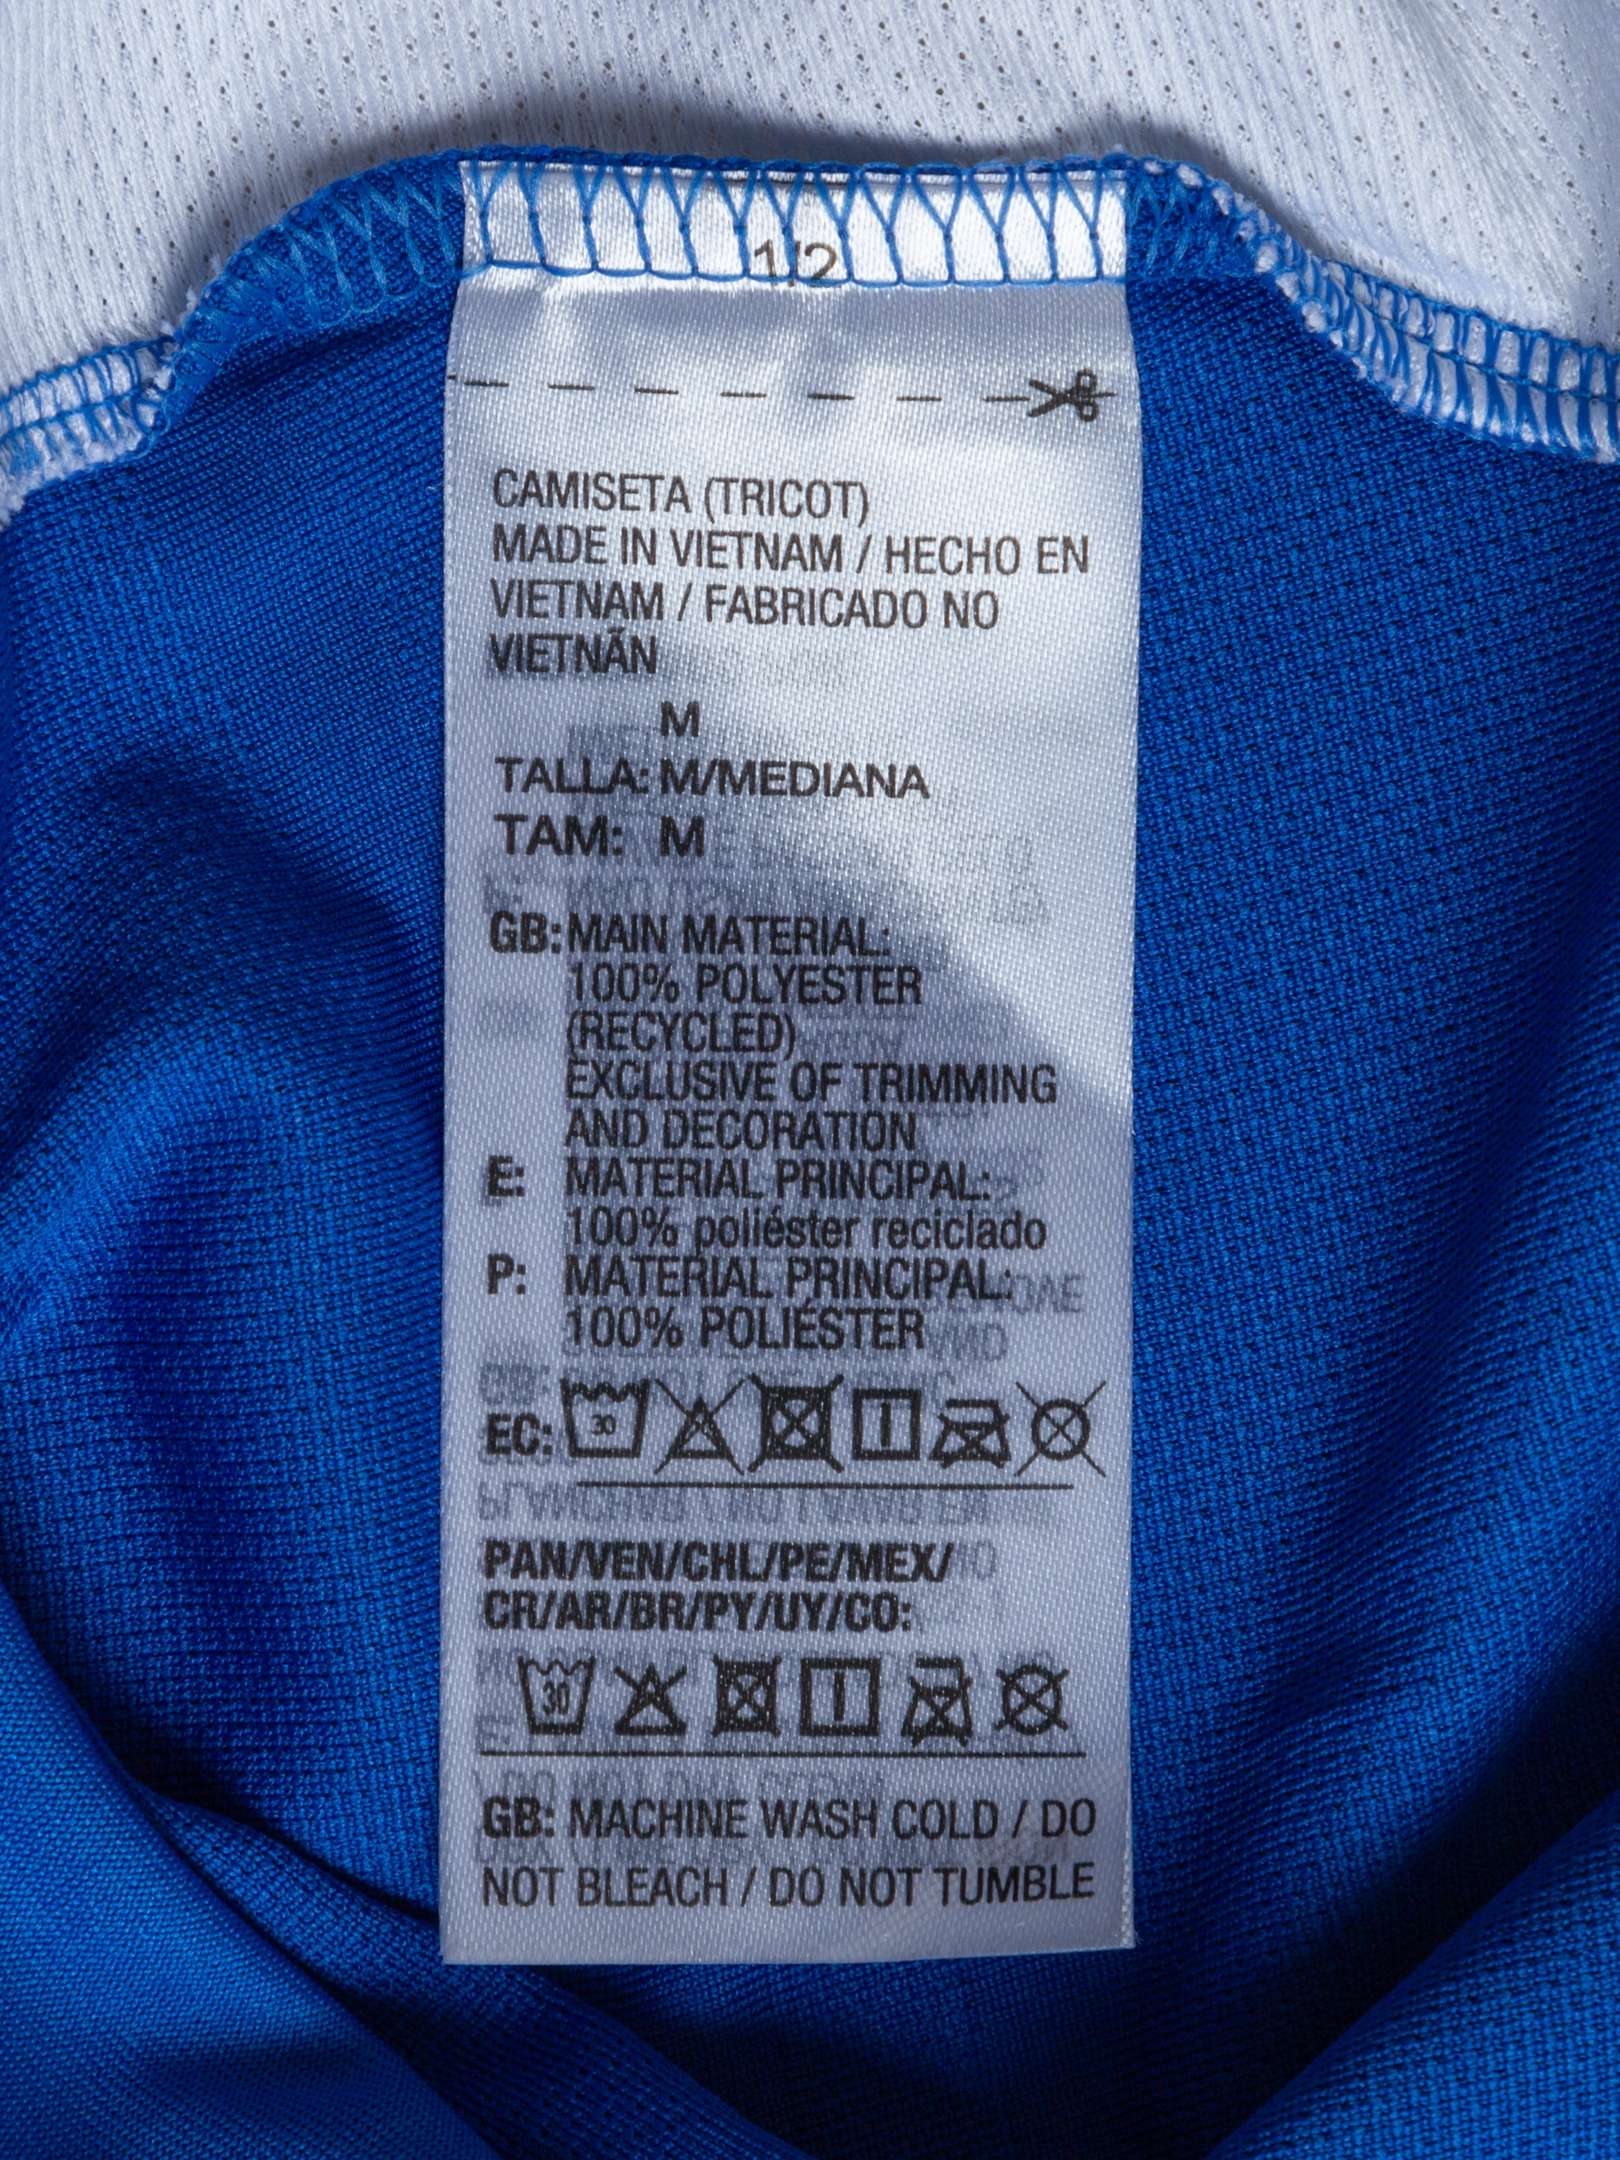 1/2
CAMISETA (TRICOT)
MADE IN VIETNAM / HECHO EN
VIETNAM / FABRICADO NO
VIETNÃN
M
TALLA: M/MEDIANA
TAM: M
GB: MAIN MATERIAL:
100% POLYESTER
(RECYCLED)
EXCLUSIVE OF TRIMMING
AND DECORATION
E: MATERIAL PRINCIPAL:
100% poliéster reciclado
P: MATERIAL PRINCIPAL:
100% POLIÉSTER
EC: 30
PAN/VEN/CHL/PE/MEX/
CR/AR/BR/PY/UY/CO:
30
GB: MACHINE WASH COLD / DO
NOT BLEACH / DO NOT TUMBLE